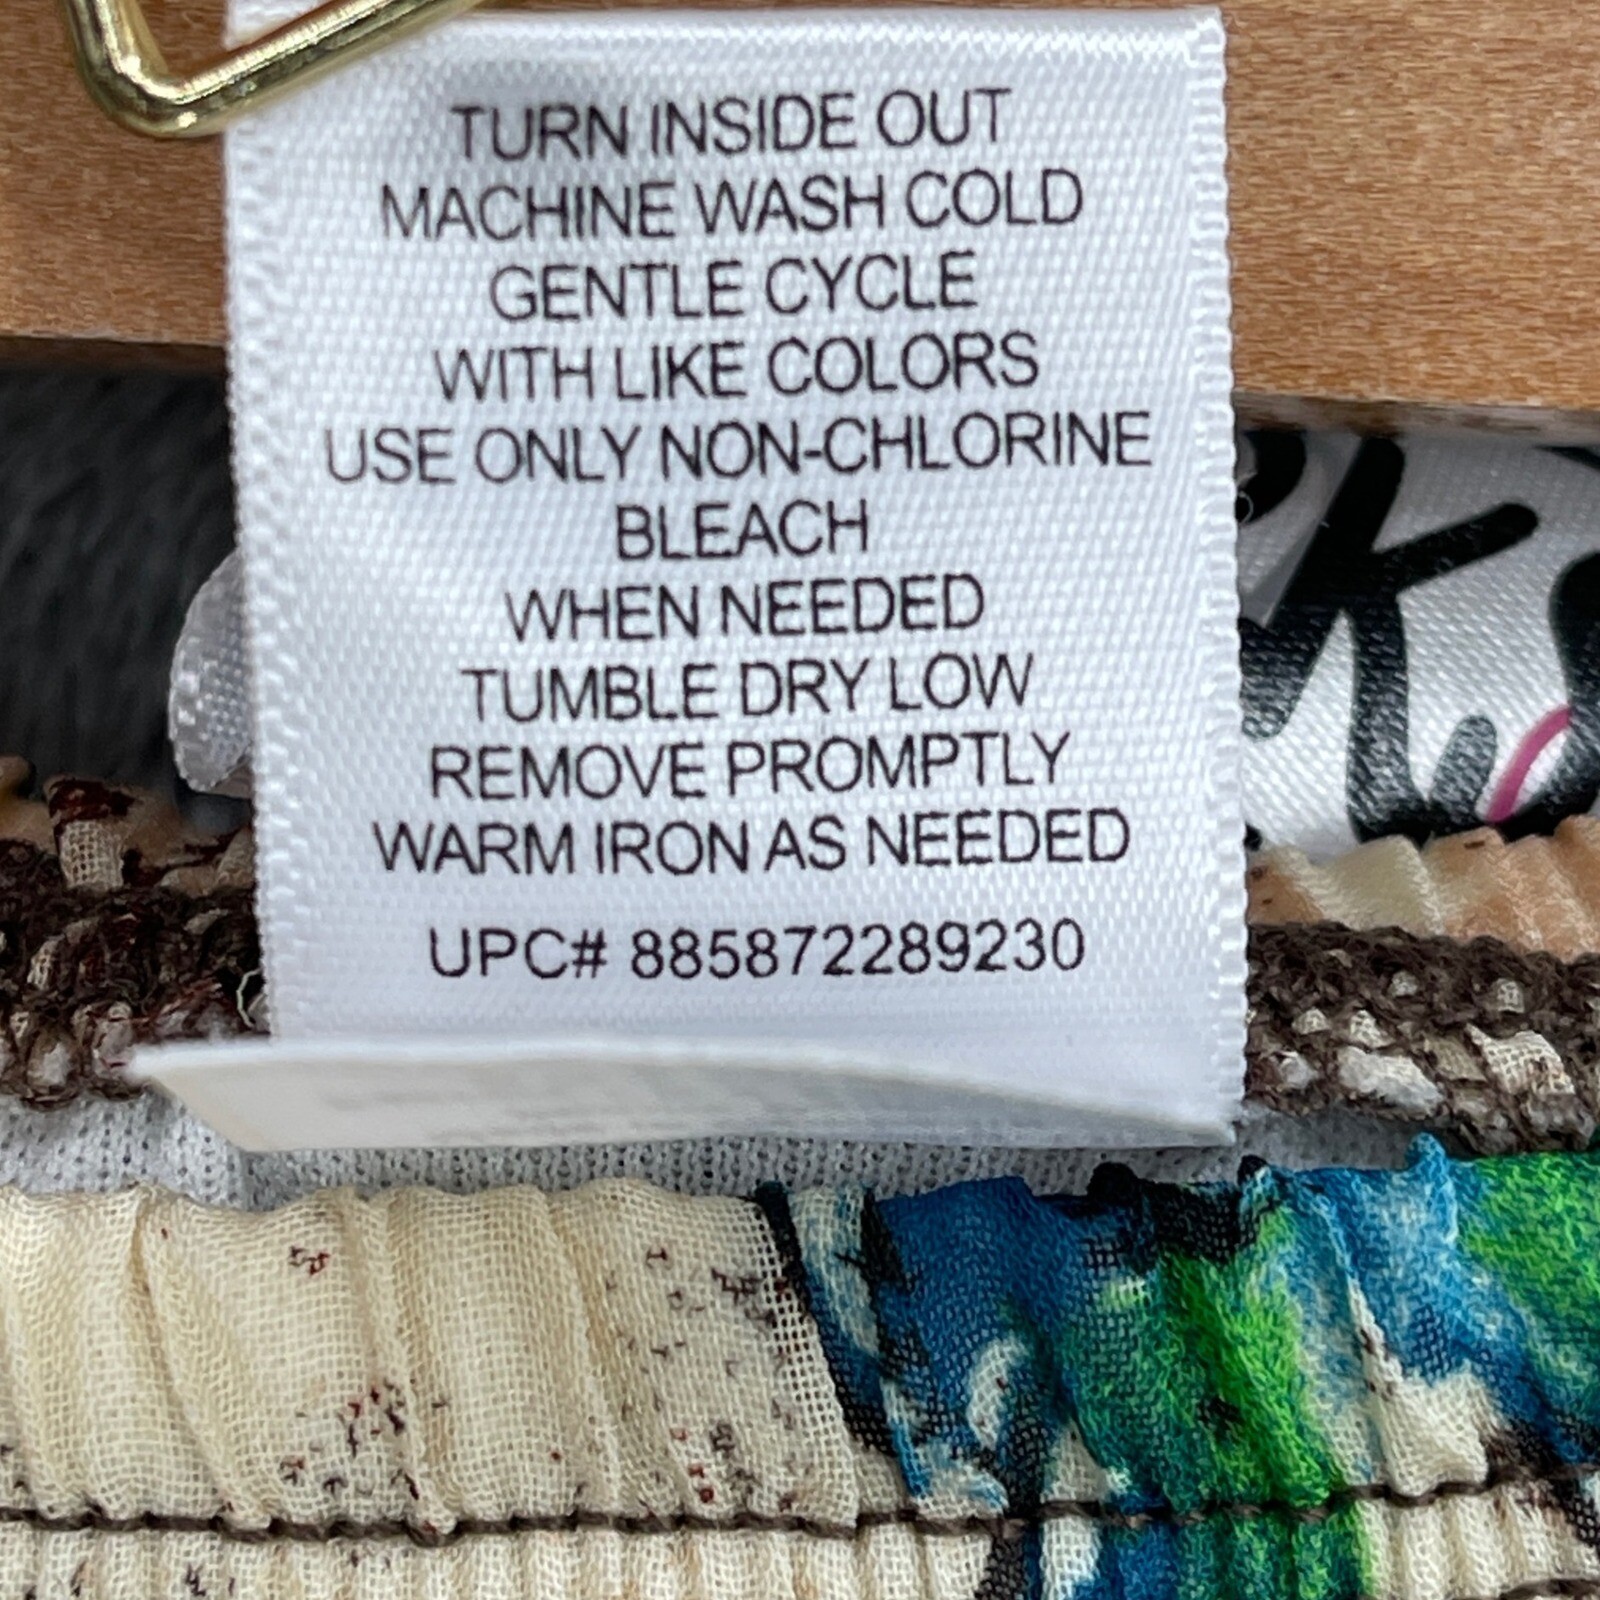 TURN INSIDE OUT
MACHINE WASH COLD
GENTLE CYCLE
WITH LIKE COLORS
USE ONLY NON-CHLORINE
BLEACH
WHEN NEEDED
TUMBLE DRY LOW
REMOVE PROMPTLY
WARM IRON AS NEEDED
UPC# 885872289230